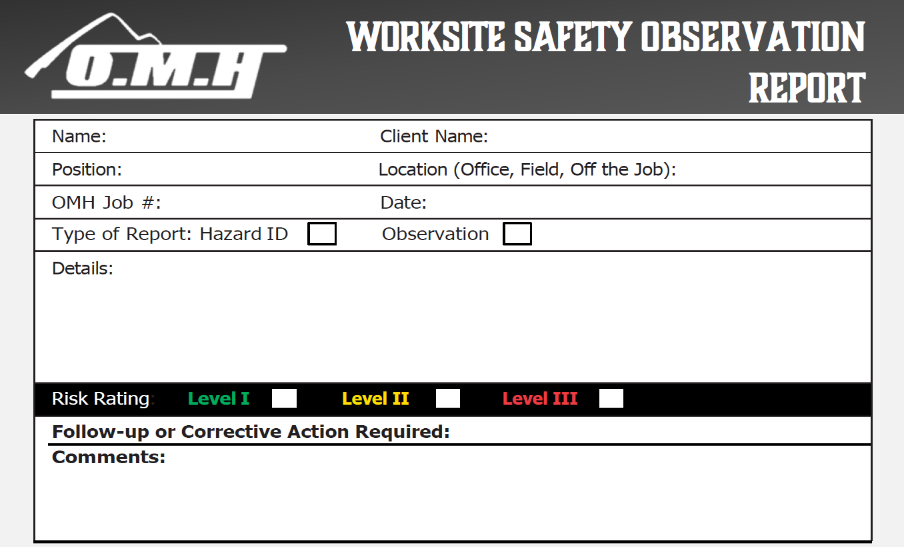 O.M.H
WORKSITE SAFETY OBSERVATION
REPORT
Name: Client Name:
Position: Location (Office, Field, Off the Job):
OMH Job #: Date:
Type of Report: Hazard ID Observation
Details:
Risk Rating Level I Level II Level III
Follow-up or Corrective Action Required:
Comments: